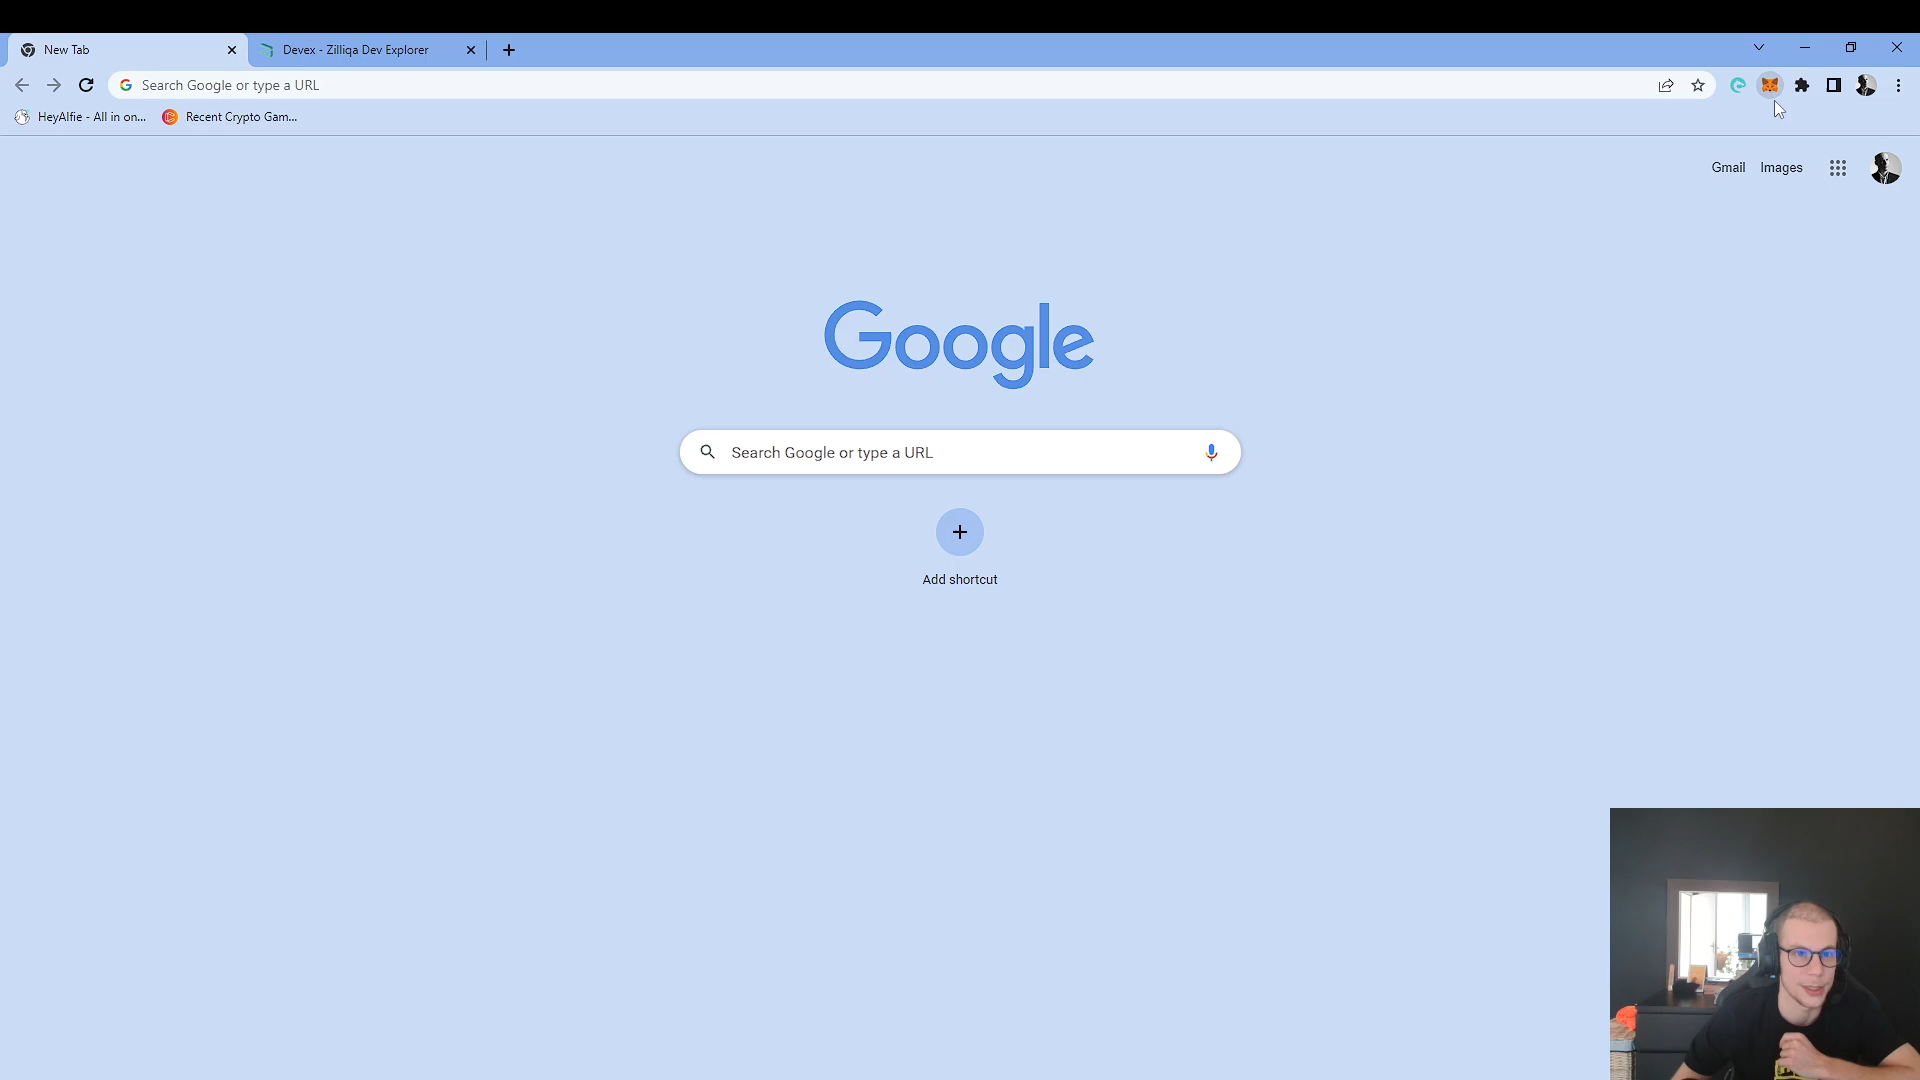 New Tab
Devex - Zilliqa Dev Explorer
Search Google or type a URL
HeyAlfie - All in on...
Recent Crypto Gam...
Gmail
Images
Google
Search Google or type a URL
Add shortcut